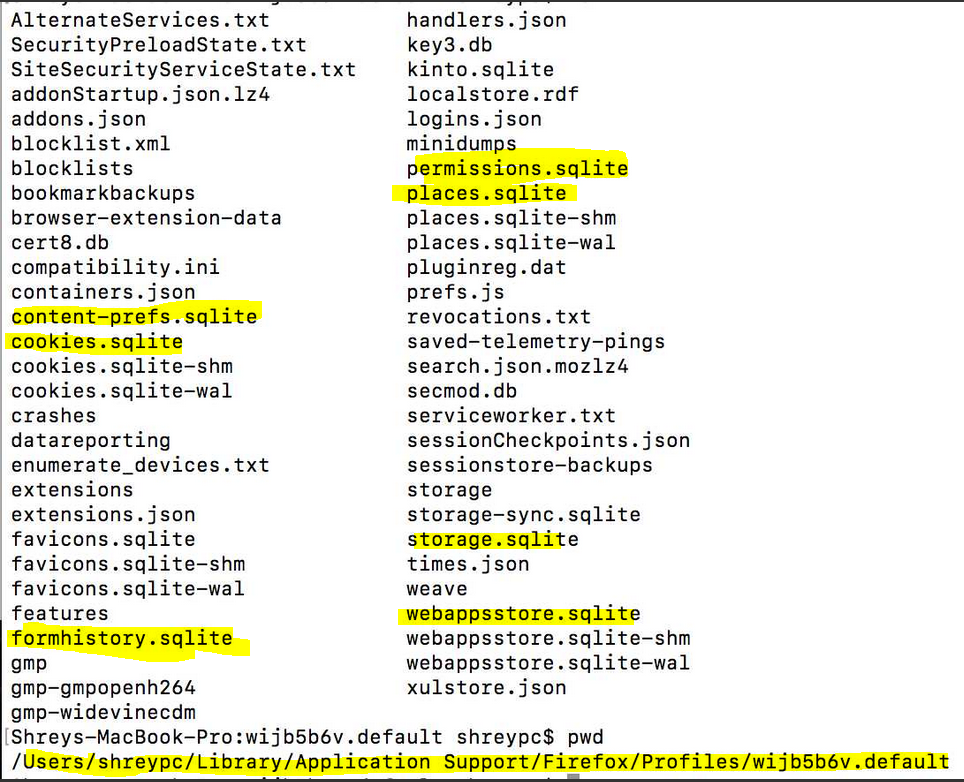 AlternateServices.txt handlers.json
SecurityPreloadState.txt key3.db
SiteSecurityServiceState.txt kinto.sqlite
addonStartup.json.lz4 localstore.rdf
addons.json logins.json
blocklist.xml minidumps
blocklists permissions.sqlite
bookmarkbackups places.sqlite
browser-extension-data places.sqlite-shm
cert8.db places.sqlite-wal
compatibility.ini pluginreg.dat
containers.json prefs.js
content-prefs.sqlite revocations.txt
cookies.sqlite saved-telemetry-pings
cookies.sqlite-shm search.json.mozlz4
cookies.sqlite-wal secmod.db
crashes serviceworker.txt
datareporting sessionCheckpoints.json
enumerate_devices.txt sessionstore-backups
extensions storage
extensions.json storage-sync.sqlite
favicons.sqlite storage.sqlite
favicons.sqlite-shm times.json
favicons.sqlite-wal weave
features webappsstore.sqlite
formhistory.sqlite webappsstore.sqlite-shm
gmp webappsstore.sqlite-wal
gmp-gmpopenh264 xulstore.json
gmp-widevinecdm
[Shreys-MacBook-Pro:wijb5b6v.default shreypc$ pwd
/Users/shreypc/Library/Application Support/Firefox/Profiles/wijb5b6v.default